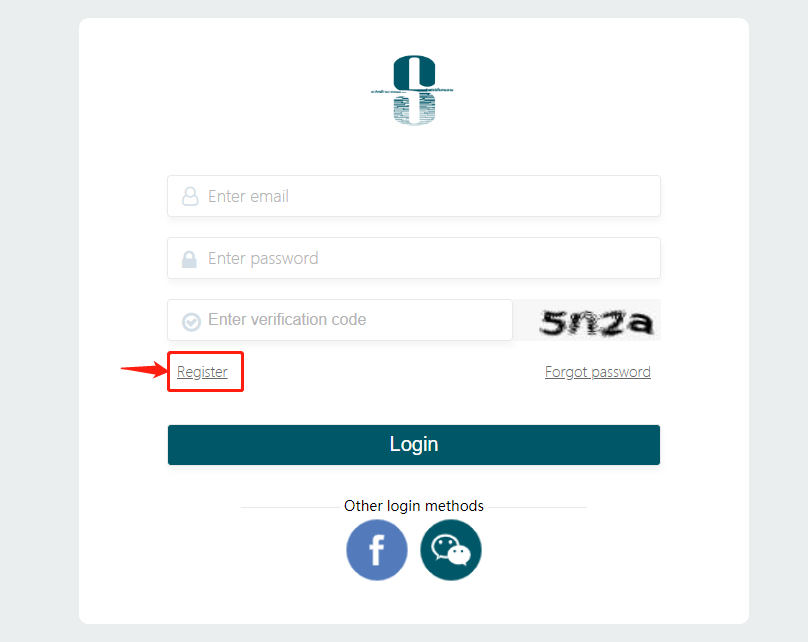 Enter email
Enter password
Enter verification code
5n2a
Register
Forgot password
Login
Other login methods